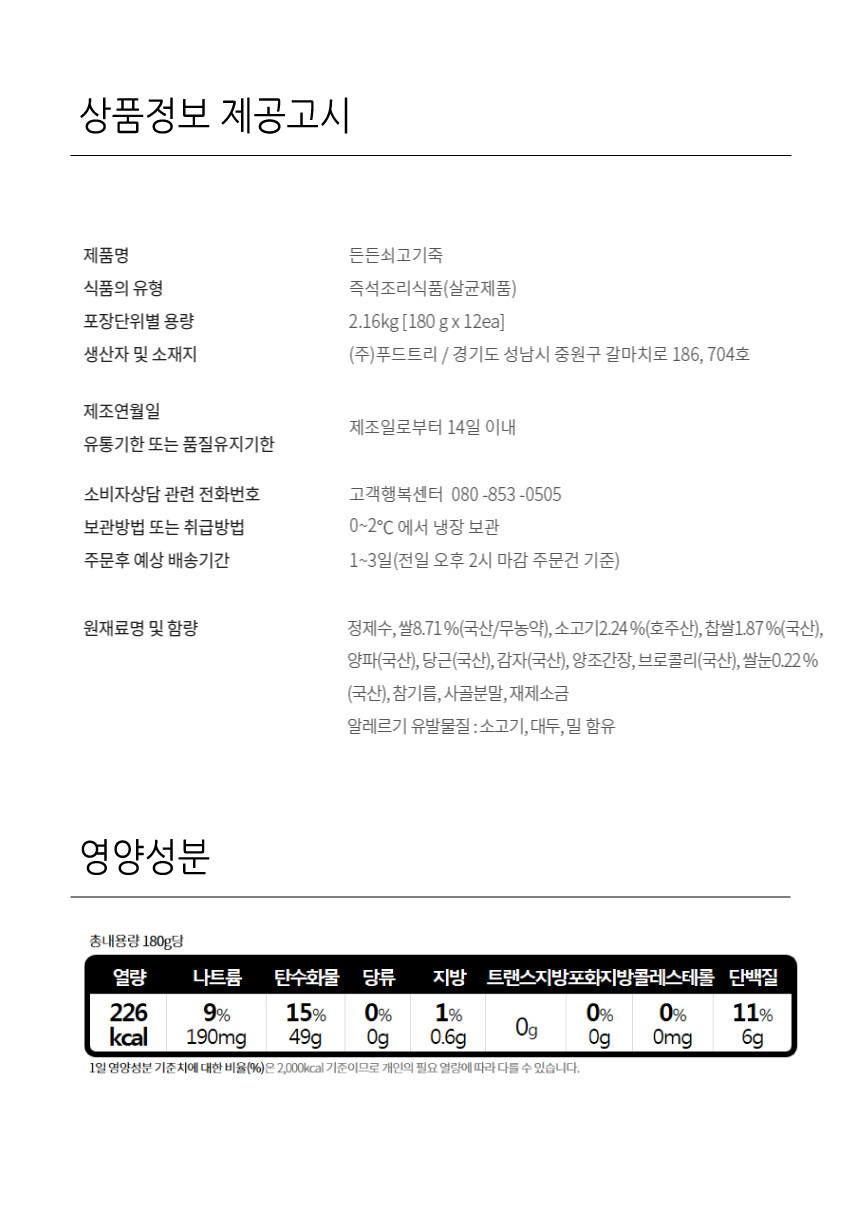 상품정보 제공고시
제품명 든든쇠고기죽
식품의 유형 즉석조리식품(살균제품)
포장단위별 용량 2.16kg [180 g x 12ea]
생산자 및 소재지 (주)푸드트리 / 경기도 성남시 중원구 갈마치로 186, 704호
제조연월일
유통기한 또는 품질유지기한 제조일로부터 14일 이내
소비자상담 관련 전화번호 고객행복센터 080 -853 -0505
보관방법 또는 취급방법 0~2℃ 에서 냉장 보관
주문후 예상 배송기간 1~3일(전일 오후 2시 마감 주문건 기준)
원재료명 및 함량 정제수, 쌀8.71%(국산/무농약), 소고기2.24%(호주산), 찹쌀1.87%(국산),
양파(국산), 당근(국산), 감자(국산), 양조간장, 브로콜리(국산), 쌀눈0.22%
(국산), 참기름, 사골분말, 재제소금
알레르기 유발물질 : 소고기, 대두, 밀 함유
영양성분
총내용량 180g당
열량 나트륨 탄수화물 당류 지방 트랜스지방 포화지방 콜레스테롤 단백질
226 9% 15% 0% 1% 0g 0% 0% 11%
kcal 190mg 49g 0g 0.6g 0g 0mg 6g
1일 영양성분 기준치에 대한 비율(%)은 2,000kcal 기준이므로 개인의 필요 열량에 따라 다를 수 있습니다.